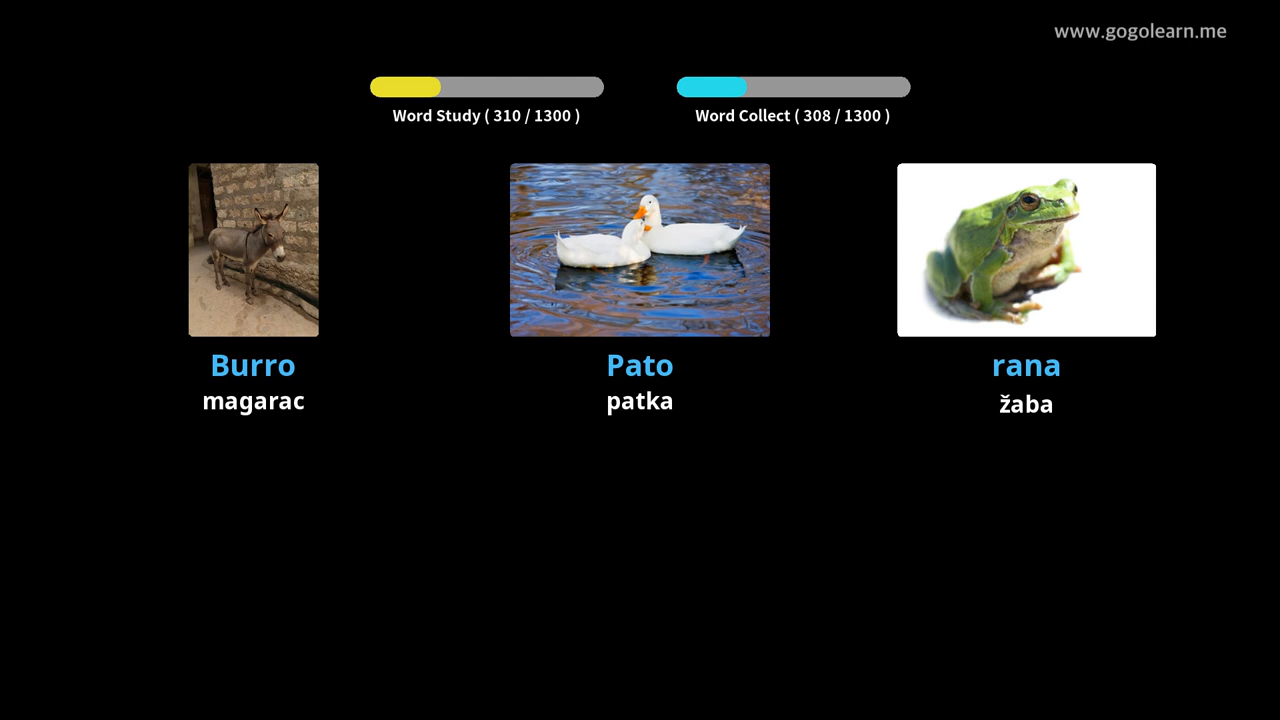 www.gogolearn.me
Word Study ( 310 / 1300 )
Word Collect ( 308 / 1300 )
Burro
magarac
Pato
patka
rana
žaba